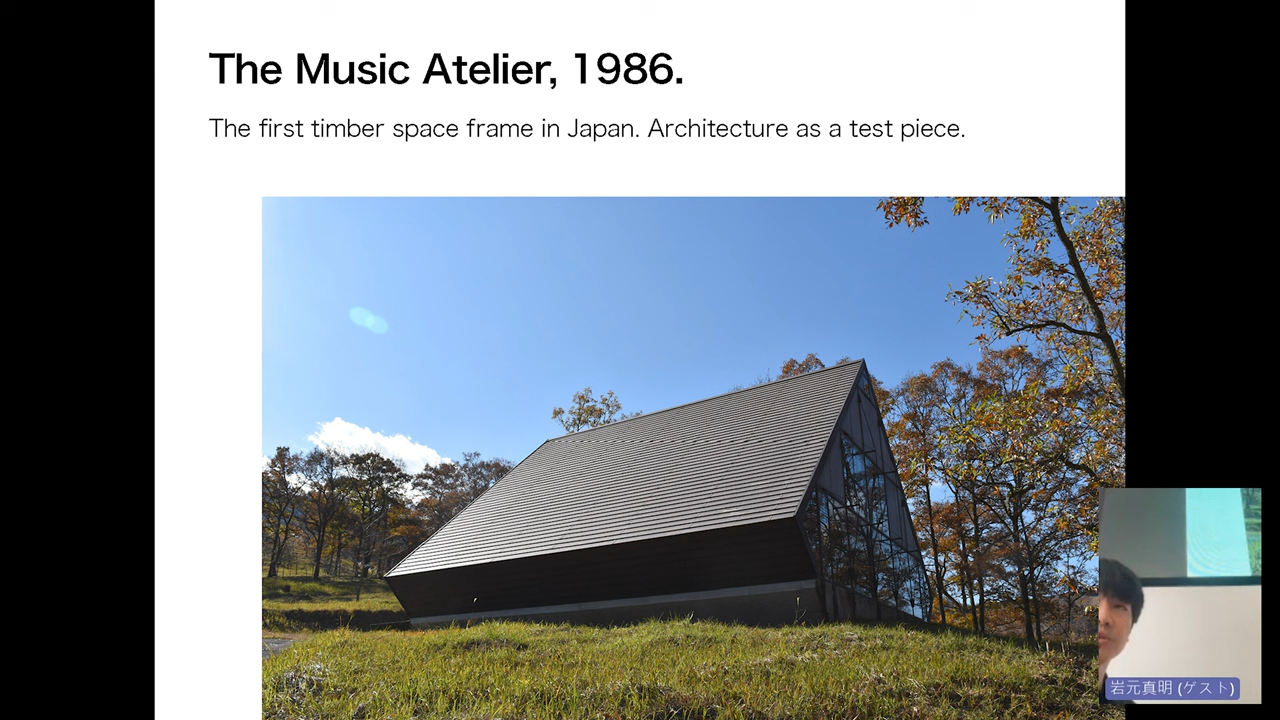 The Music Atelier, 1986.
The first timber space frame in Japan. Architecture as a test piece.
岩元真明 (ゲスト)